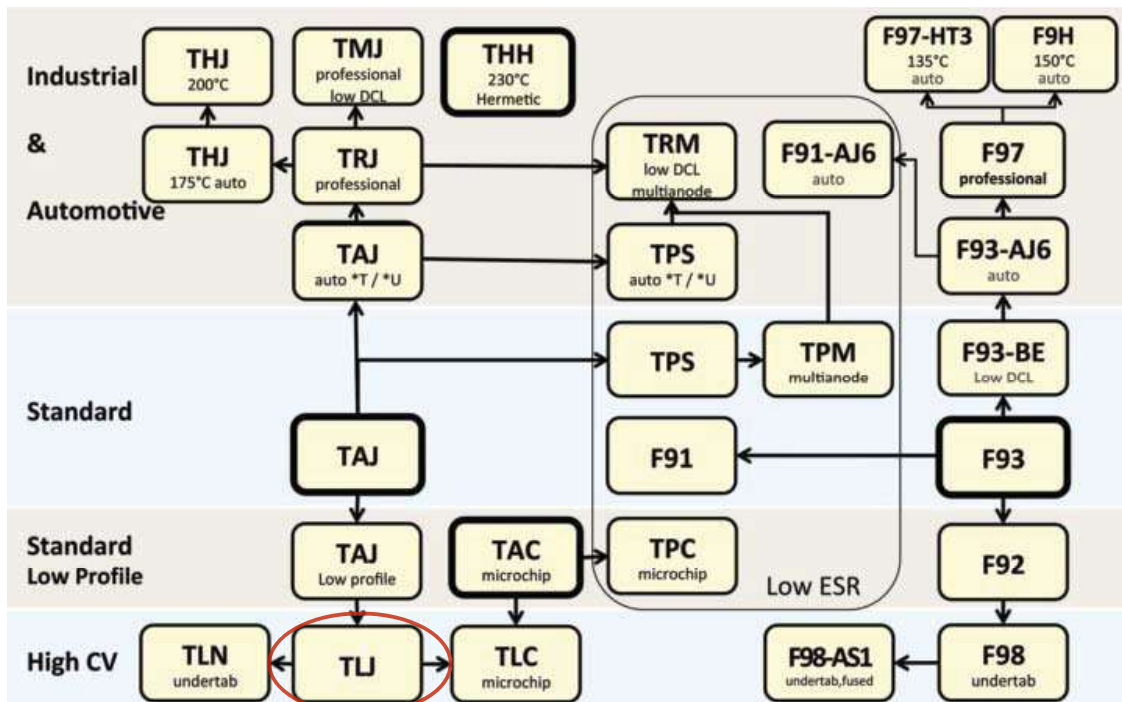 Industrial
&
Automotive
THJ
200°C
TMJ
professional
low DCL
THH
230°C
Hermetic
F97-HT3
135°C
auto
F9H
150°C
auto
THJ
175°C auto
TRJ
professional
TRM
low DCL
multianode
F91-AJ6
auto
F97
professional
TAJ
auto *T / *U
TPS
auto *T / *U
F93-AJ6
auto
Standard
TPS
TPM
multianode
F93-BE
Low DCL
TAJ
F91
F93
Standard
Low Profile
TAJ
Low profile
TAC
microchip
TPC
microchip
Low ESR
F92
High CV
TLN
undertab
TLJ
TLC
microchip
F98-AS1
undertab,fused
F98
undertab